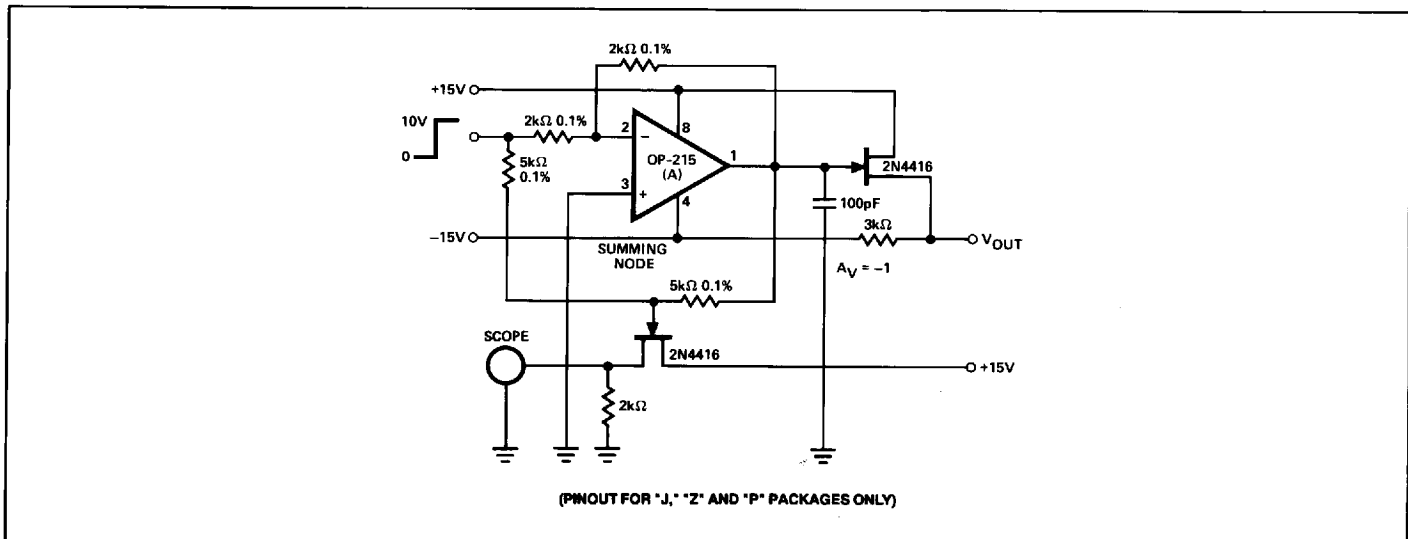 2kΩ 0.1%
+15V
10V
0
2kΩ 0.1%
5kΩ
0.1%
2
−
8
OP-215
(A)
1
3
+
4
2N4416
100pF
3kΩ
−15V
SUMMING
NODE
VOUT
AV = −1
5kΩ 0.1%
SCOPE
2N4416
+15V
2kΩ
(PINOUT FOR "J," "Z" AND "P" PACKAGES ONLY)